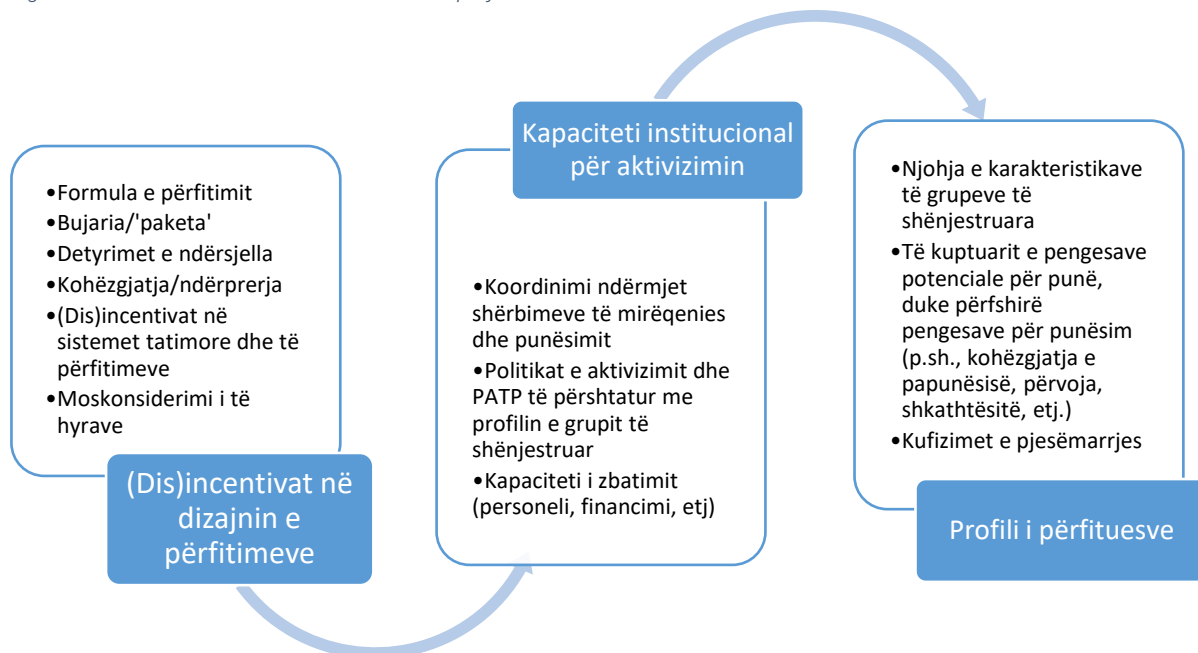 •Formula e përfitimit
•Bujaria/'paketa'
•Detyrimet e ndërsjella
•Kohëzgjatja/ndërprerja
•(Dis)incentivat në
sistemet tatimore dhe të
përfitimeve
•Moskonsiderimi i të
hyrave
(Dis)incentivat në
dizajnin e
përfitimeve
Kapaciteti institucional
për aktivizimin
•Koordinimi ndërmjet
shërbimeve të mirëqenies
dhe punësimit
•Politikat e aktivizimit dhe
PATP të përshtatur me
profilin e grupit të
shënjestruar
•Kapaciteti i zbatimit
(personeli, financimi, etj)
•Njohja e karakteristikave
të grupeve të
shënjestruara
•Të kuptuarit e pengesave
potenciale për punë,
duke përfshirë
pengesave për punësim
(p.sh., kohëzgjatja e
papunësisë, përvoja,
shkathtësitë, etj.)
•Kufizimet e pjesëmarrjes
Profili i përfituesve